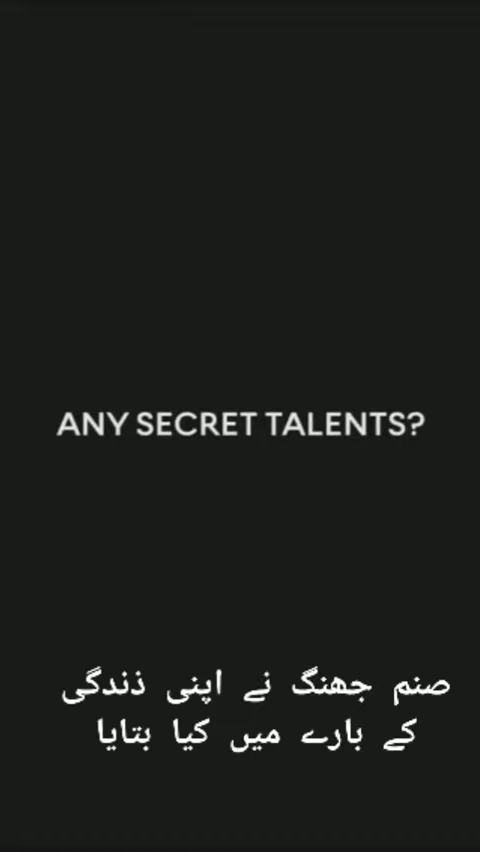 ANY SECRET TALENTS?
صنم جھنگ نے اپنی ذندگی
کے بارے میں کیا بتایا